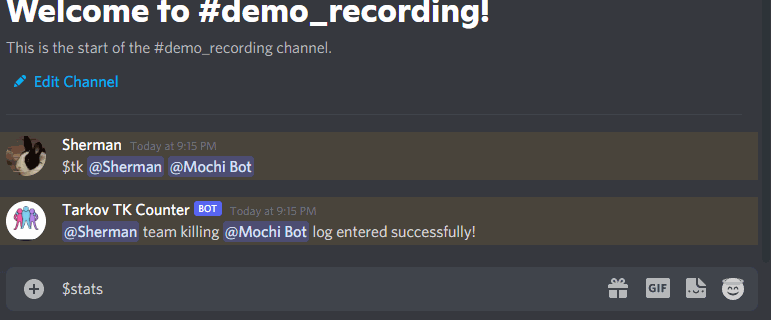 Welcome to #demo_recording!
This is the start of the #demo_recording channel.
Edit Channel
Sherman Today at 9:15 PM
$tk @Sherman @Mochi Bot
Tarkov TK Counter BOT Today at 9:15 PM
@Sherman team killing @Mochi Bot log entered successfully!
$stats GIF